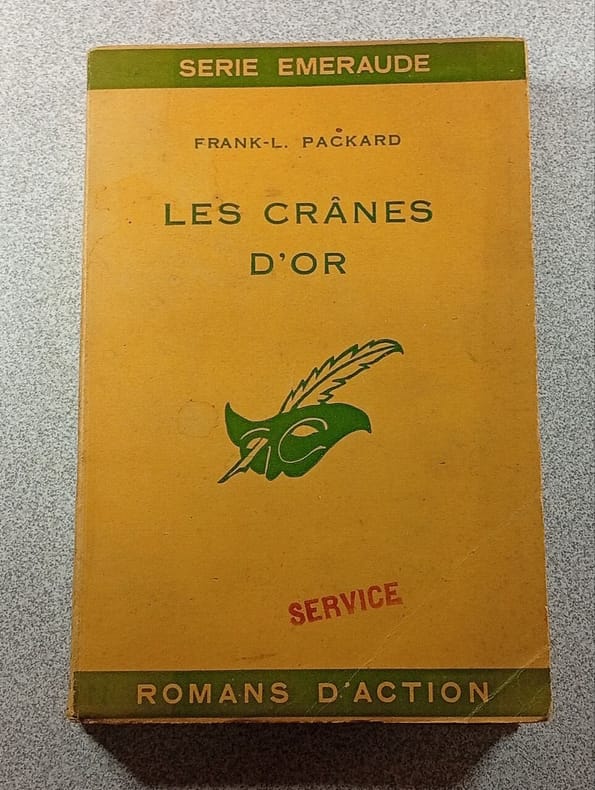 SERIE EMERAUDE
FRANK-L. PACKARD
LES CRÂNES
D'OR
SERVICE
ROMANS D'ACTION